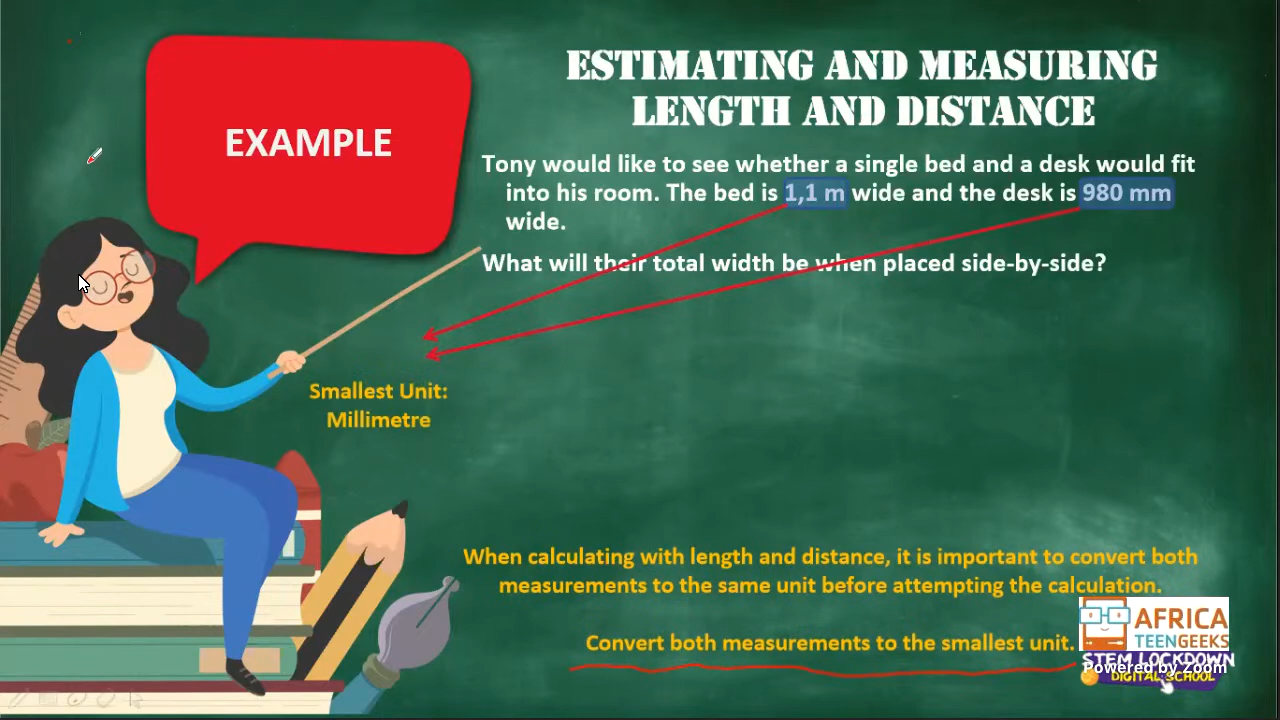 EXAMPLE
ESTIMATING AND MEASURING
LENGTH AND DISTANCE
Tony would like to see whether a single bed and a desk would fit
into his room. The bed is 1,1 m wide and the desk is 980 mm
wide.
What will their total width be when placed side-by-side?
Smallest Unit:
Millimetre
When calculating with length and distance, it is important to convert both
measurements to the same unit before attempting the calculation.
Convert both measurements to the smallest unit.
AFRICA
TEENGEEKS
STEM LOCKDOWN
Powered by Zoom
DIGITAL SCHOOL